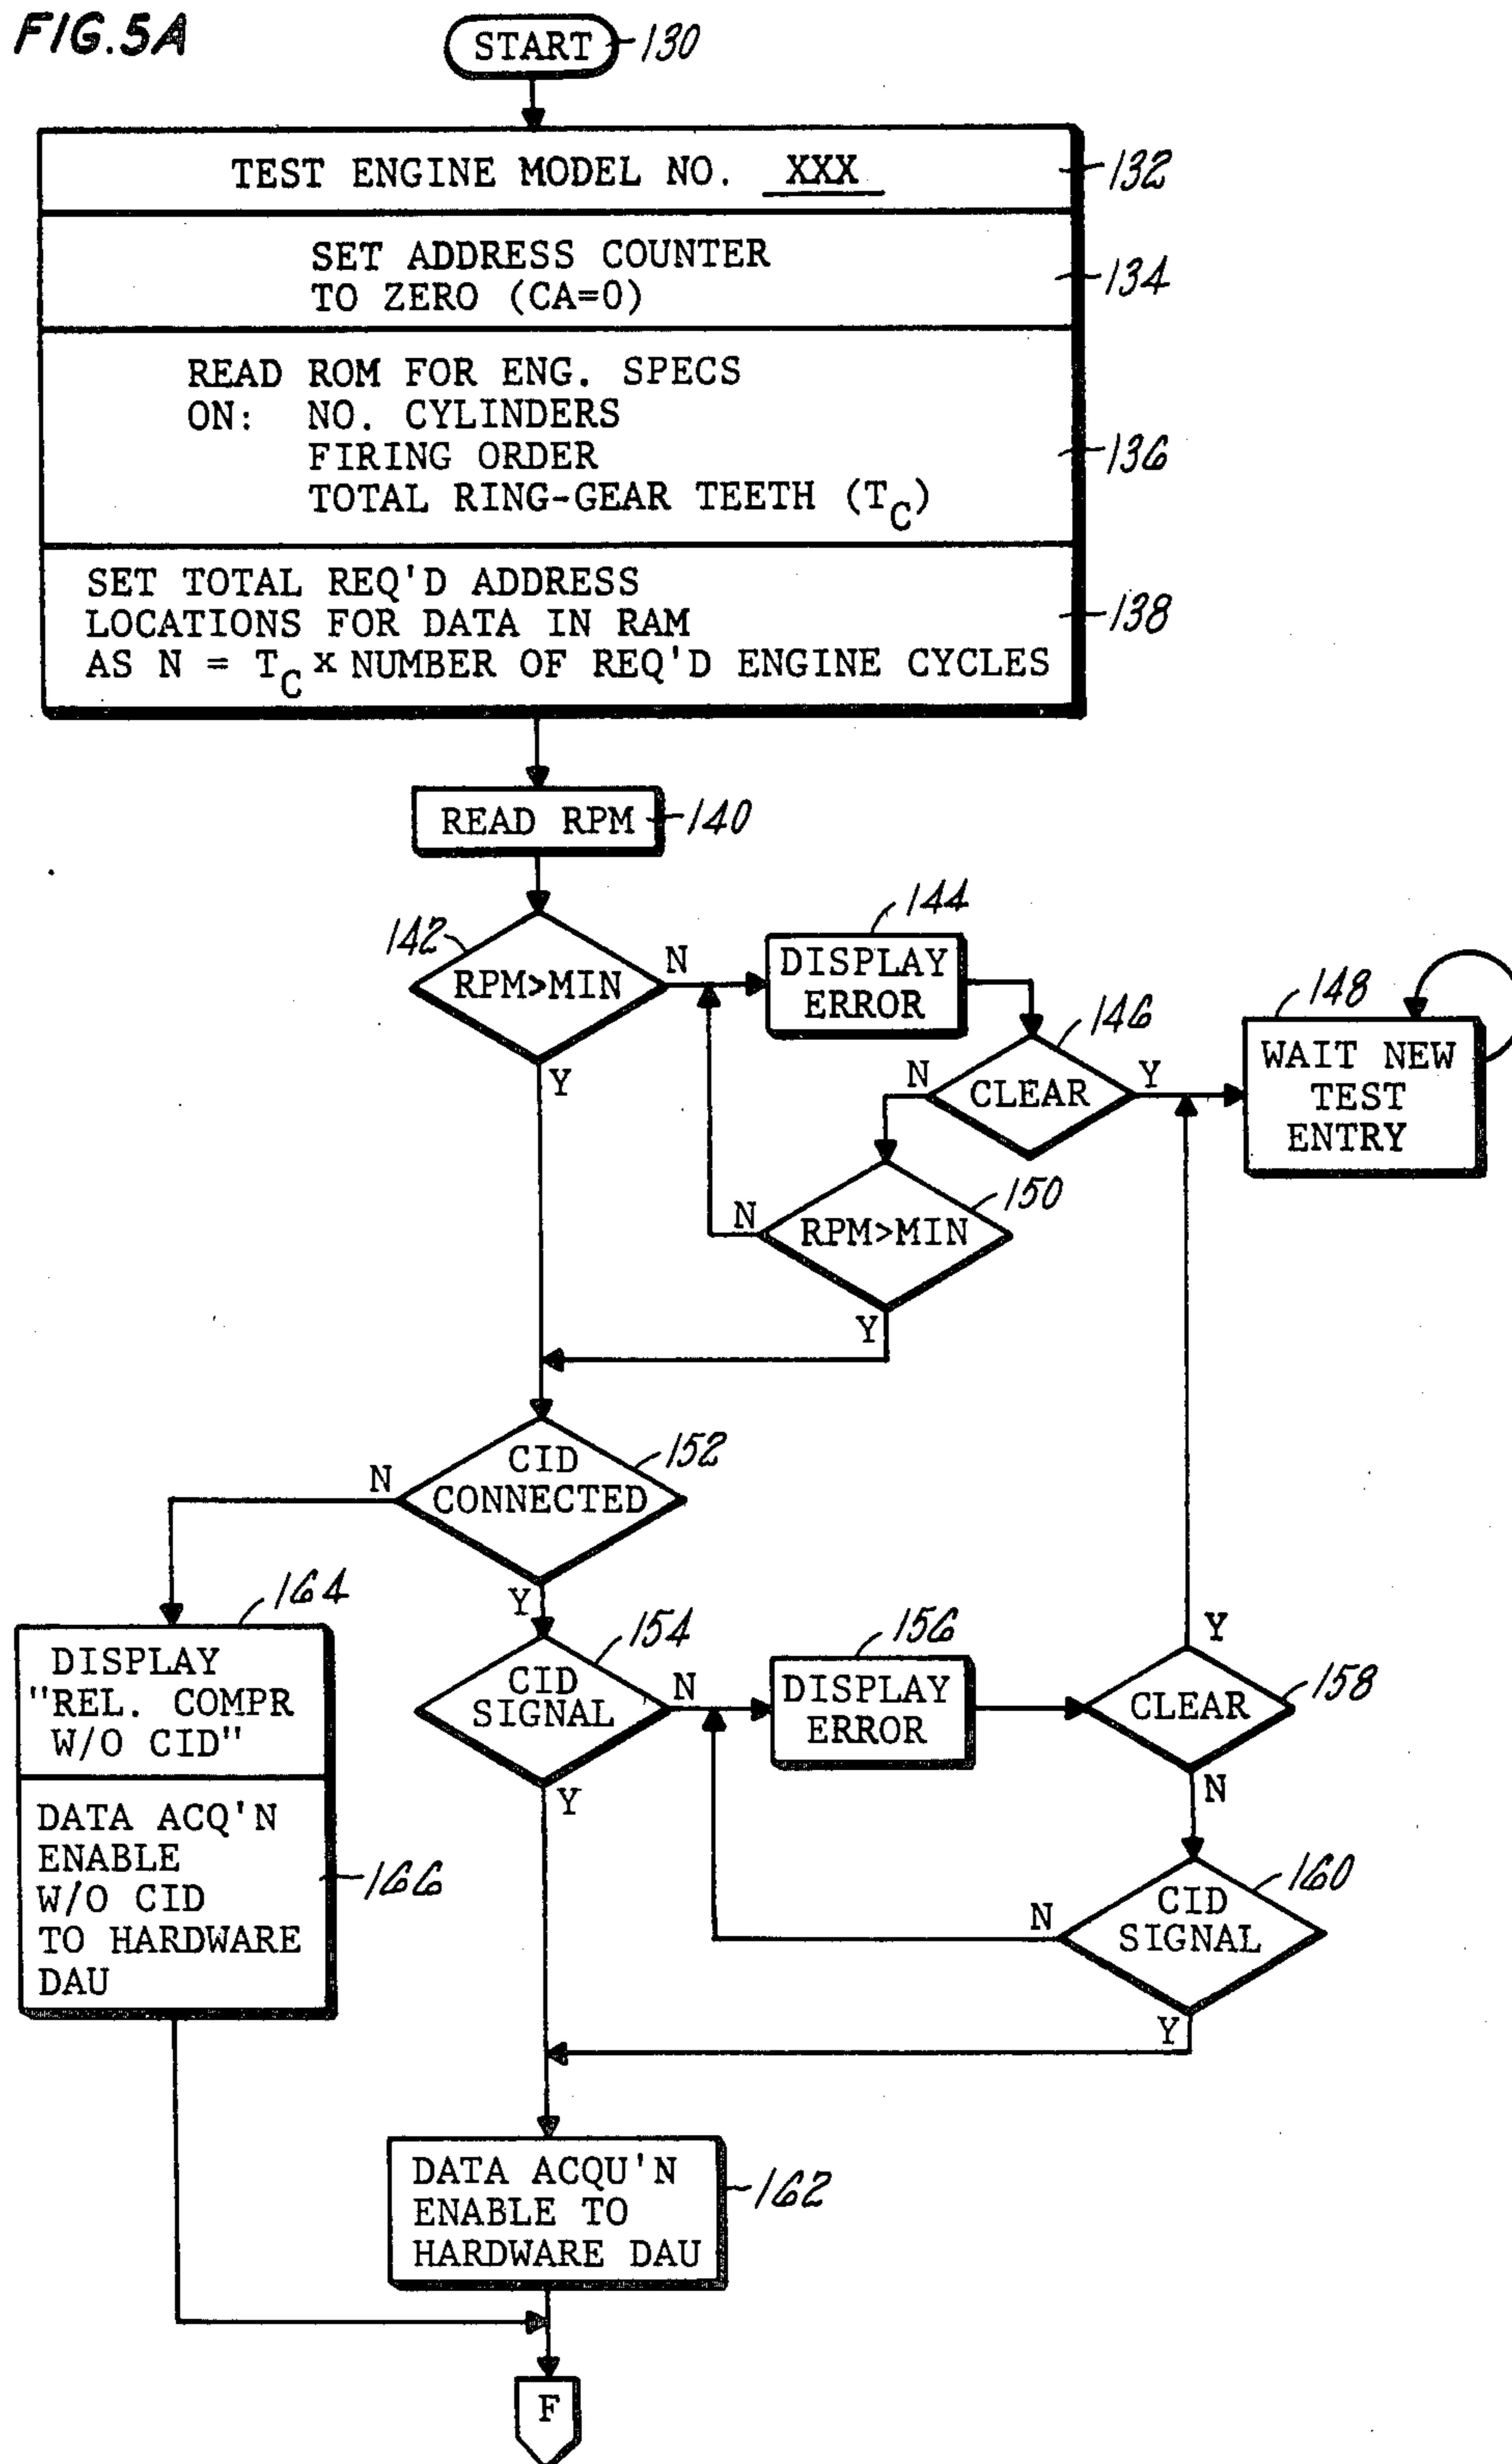 FIG.5A
START 130
TEST ENGINE MODEL NO. XXX 132
SET ADDRESS COUNTER
TO ZERO (CA=0) 134
READ ROM FOR ENG. SPECS
ON: NO. CYLINDERS
FIRING ORDER 136
TOTAL RING-GEAR TEETH (T_C)
SET TOTAL REQ'D ADDRESS
LOCATIONS FOR DATA IN RAM 138
AS N = T_C x NUMBER OF REQ'D ENGINE CYCLES
READ RPM 140
142
RPM>MIN
N
Y
144
DISPLAY
ERROR
146
CLEAR
N
Y
148
WAIT NEW
TEST
ENTRY
150
RPM>MIN
N
Y
152
CID
CONNECTED
N
Y
164
DISPLAY
"REL. COMPR
W/O CID"
DATA ACQ'N
ENABLE
W/O CID
TO HARDWARE
DAU
166
154
CID
SIGNAL
N
Y
156
DISPLAY
ERROR
Y
CLEAR 158
N
160
CID
SIGNAL
N
Y
DATA ACQU'N
ENABLE TO
HARDWARE DAU
162
F